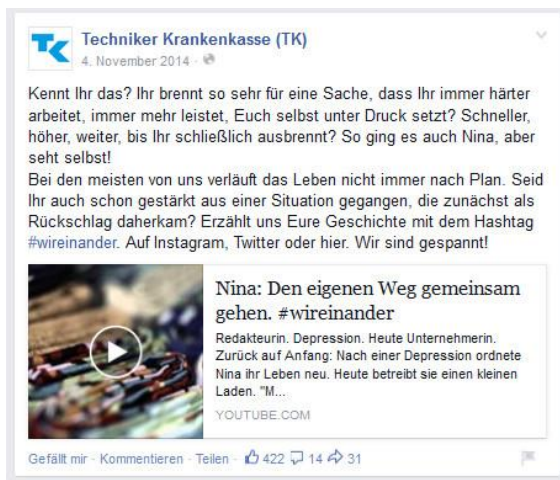 TK
Techniker Krankenkasse (TK)
4. November 2014 ·
Kennt Ihr das? Ihr brennt so sehr für eine Sache, dass Ihr immer härter
arbeitet, immer mehr leistet, Euch selbst unter Druck setzt? Schneller,
höher, weiter, bis Ihr schließlich ausbrennt? So ging es auch Nina, aber
seht selbst!
Bei den meisten von uns verläuft das Leben nicht immer nach Plan. Seid
Ihr auch schon gestärkt aus einer Situation gegangen, die zunächst als
Rückschlag daherkam? Erzählt uns Eure Geschichte mit dem Hashtag
#wireinander. Auf Instagram, Twitter oder hier. Wir sind gespannt!
Nina: Den eigenen Weg gemeinsam
gehen. #wireinander
Redakteurin. Depression. Heute Unternehmerin.
Zurück auf Anfang: Nach einer Depression ordnete
Nina ihr Leben neu. Heute betreibt sie einen kleinen
Laden. "M...
YOUTUBE.COM
Gefällt mir · Kommentieren · Teilen · 422 14 31